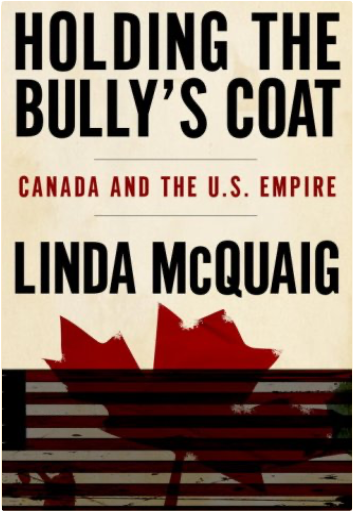 HOLDING THE
BULLY'S COAT
CANADA AND THE U.S. EMPIRE
LINDA McQUAIG